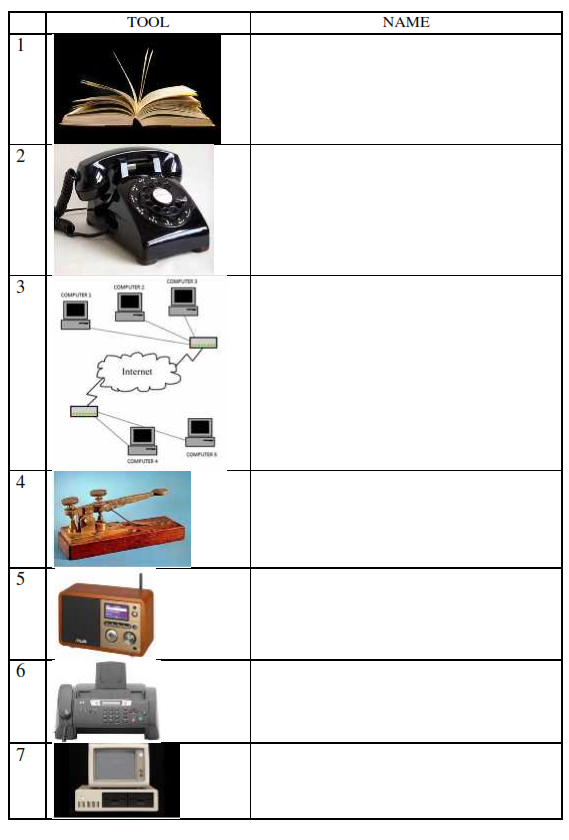 TOOL NAME
1
2
3
COMPUTER 1
COMPUTER 2
COMPUTER 3
Internet
COMPUTER 4
COMPUTER 5
4
5
6
7